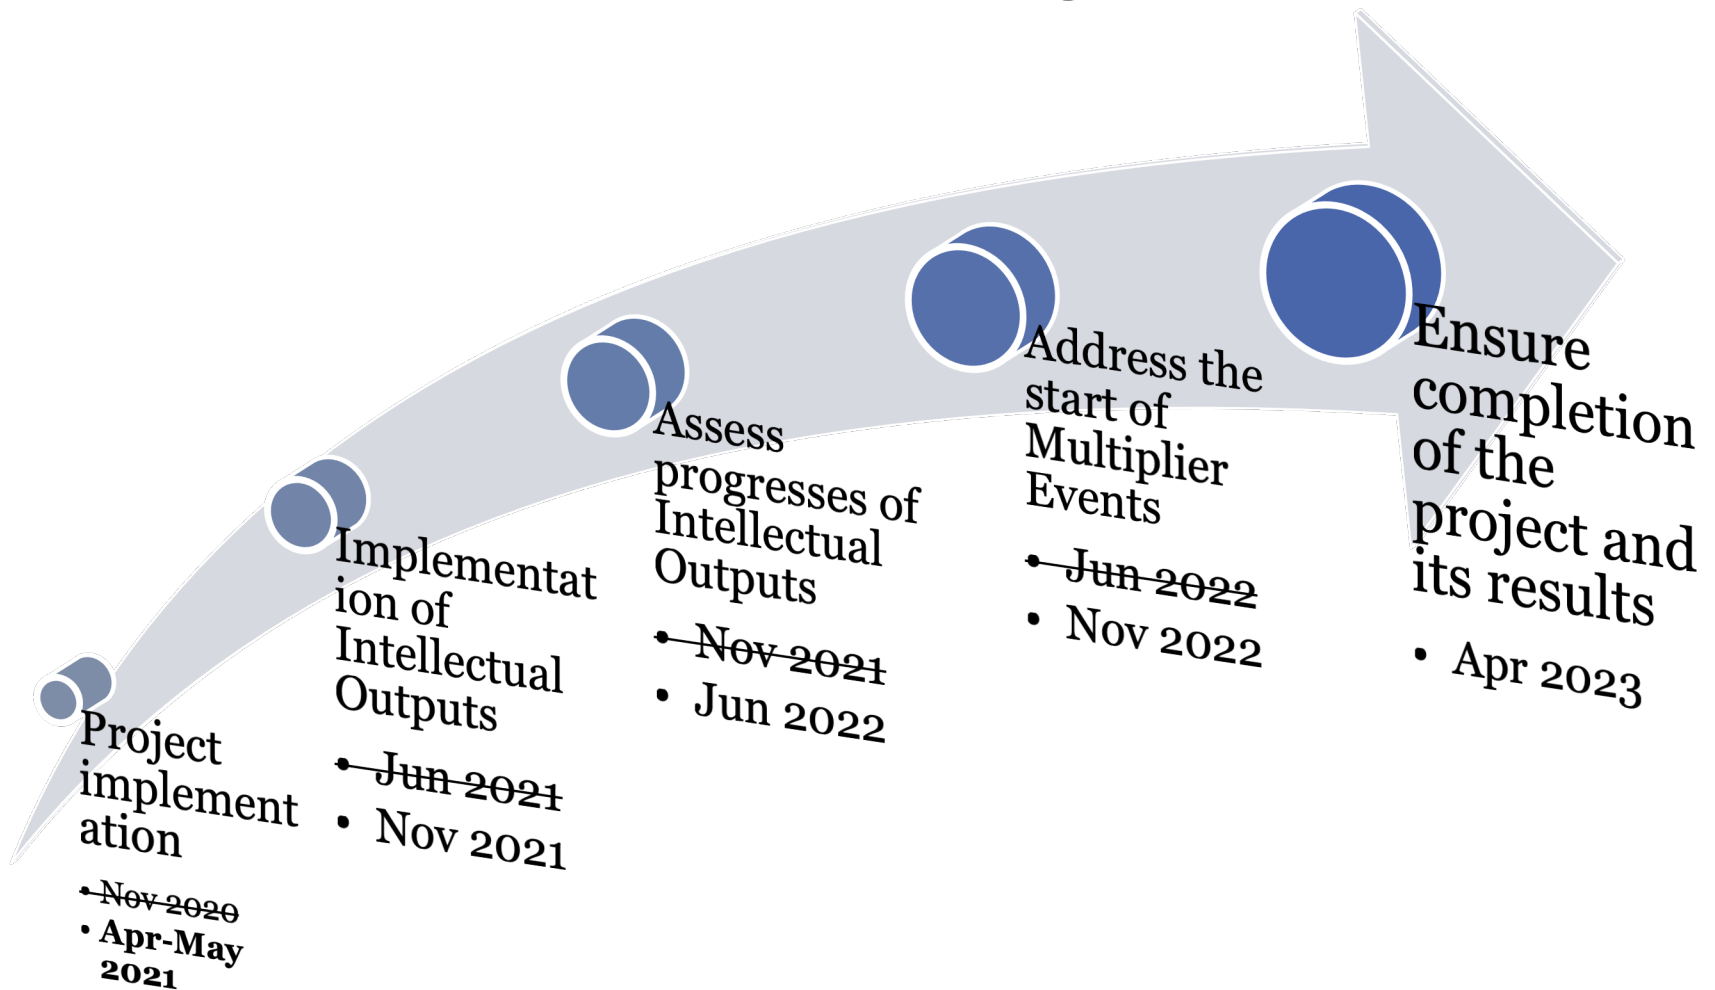 Project
implement
ation
• Nov 2020
• Apr-May
2021
Implementat
ion of
Intellectual
Outputs
• Jun 2021
• Nov 2021
Assess
progresses of
Intellectual
Outputs
• Nov 2021
• Jun 2022
Address the
start of
Multiplier
Events
• Jun 2022
• Nov 2022
Ensure
completion
of the
project and
its results
• Apr 2023